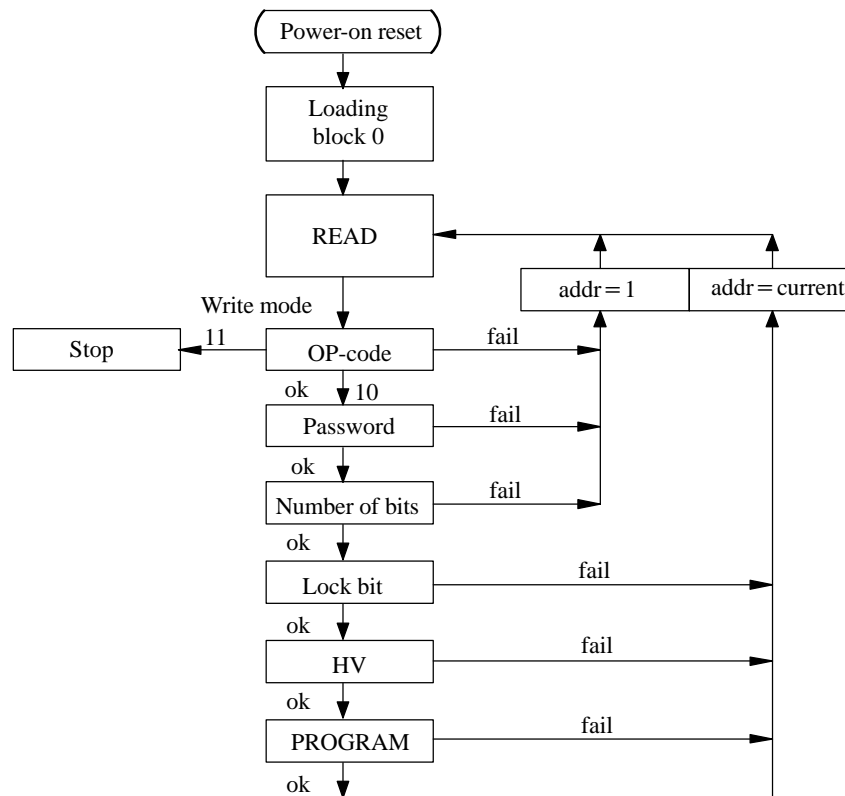 Power-on reset
Loading
block 0
READ
addr=1
addr=current
Write mode
11
Stop
OP-code
fail
ok
10
Password
fail
ok
Number of bits
fail
ok
Lock bit
fail
ok
HV
fail
ok
PROGRAM
fail
ok